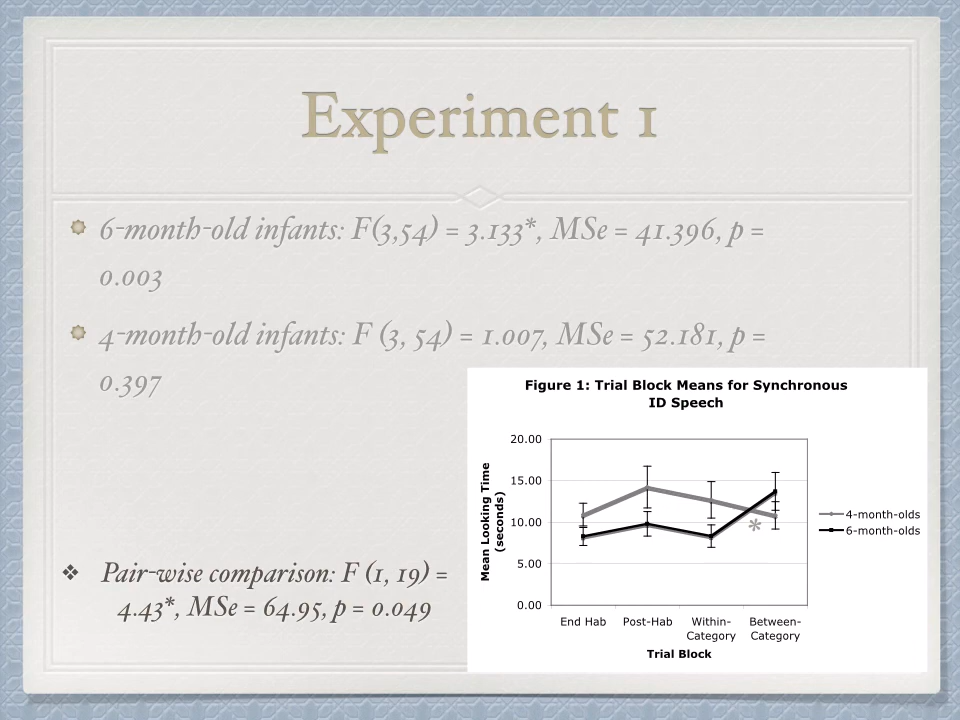 Experiment 1
6-month-old infants: F(3,54) = 3.133*, MSe = 41.396, p =
0.003
4-month-old infants: F (3, 54) = 1.007, MSe = 52.181, p =
0.397
Pair-wise comparison: F (1, 19) =
4.43*, MSe = 64.95, p = 0.049
Figure 1: Trial Block Means for Synchronous
ID Speech
Mean Looking Time
(seconds)
20.00
15.00
10.00
5.00
0.00
*
End Hab Post-Hab Within- Between-
Category Category
Trial Block
4-month-olds
6-month-olds